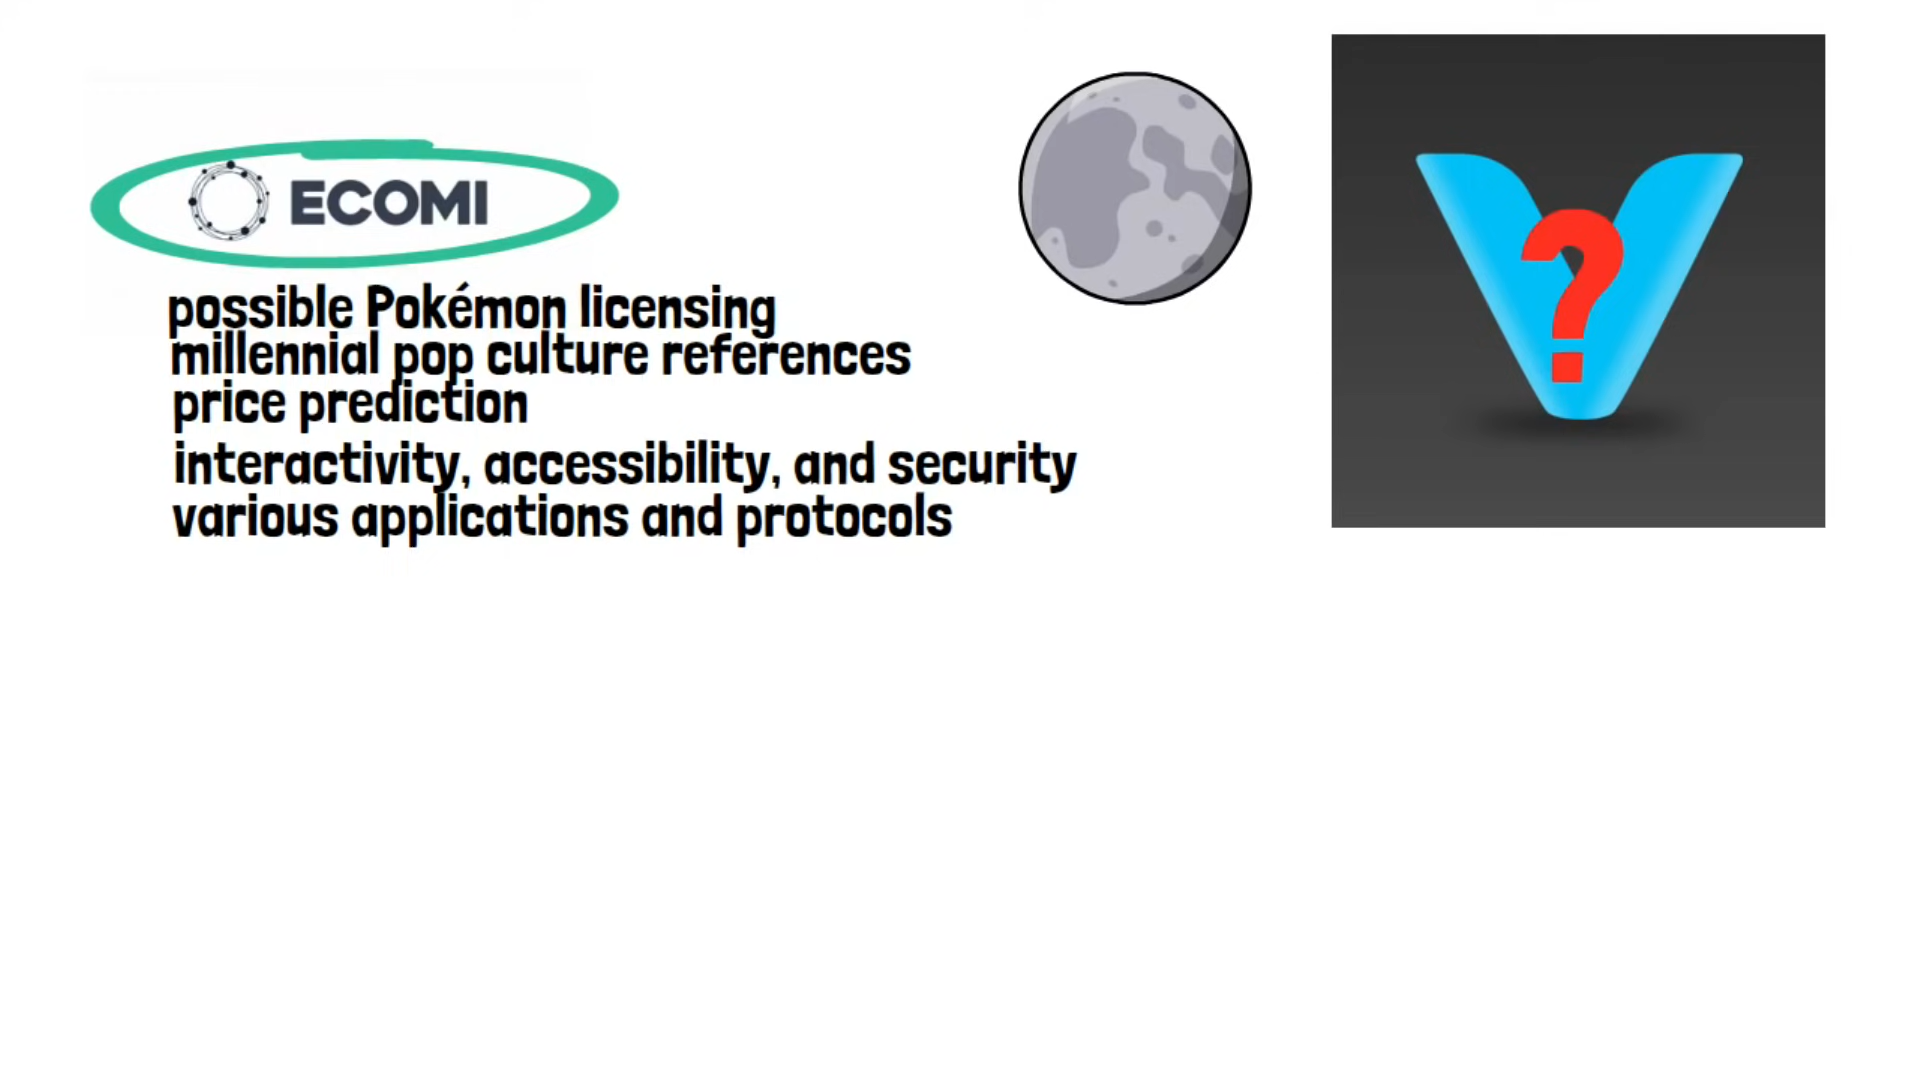 ECOMI
possible Pokémon licensing
millennial pop culture references
price prediction
interactivity, accessibility, and security
various applications and protocols
V
?